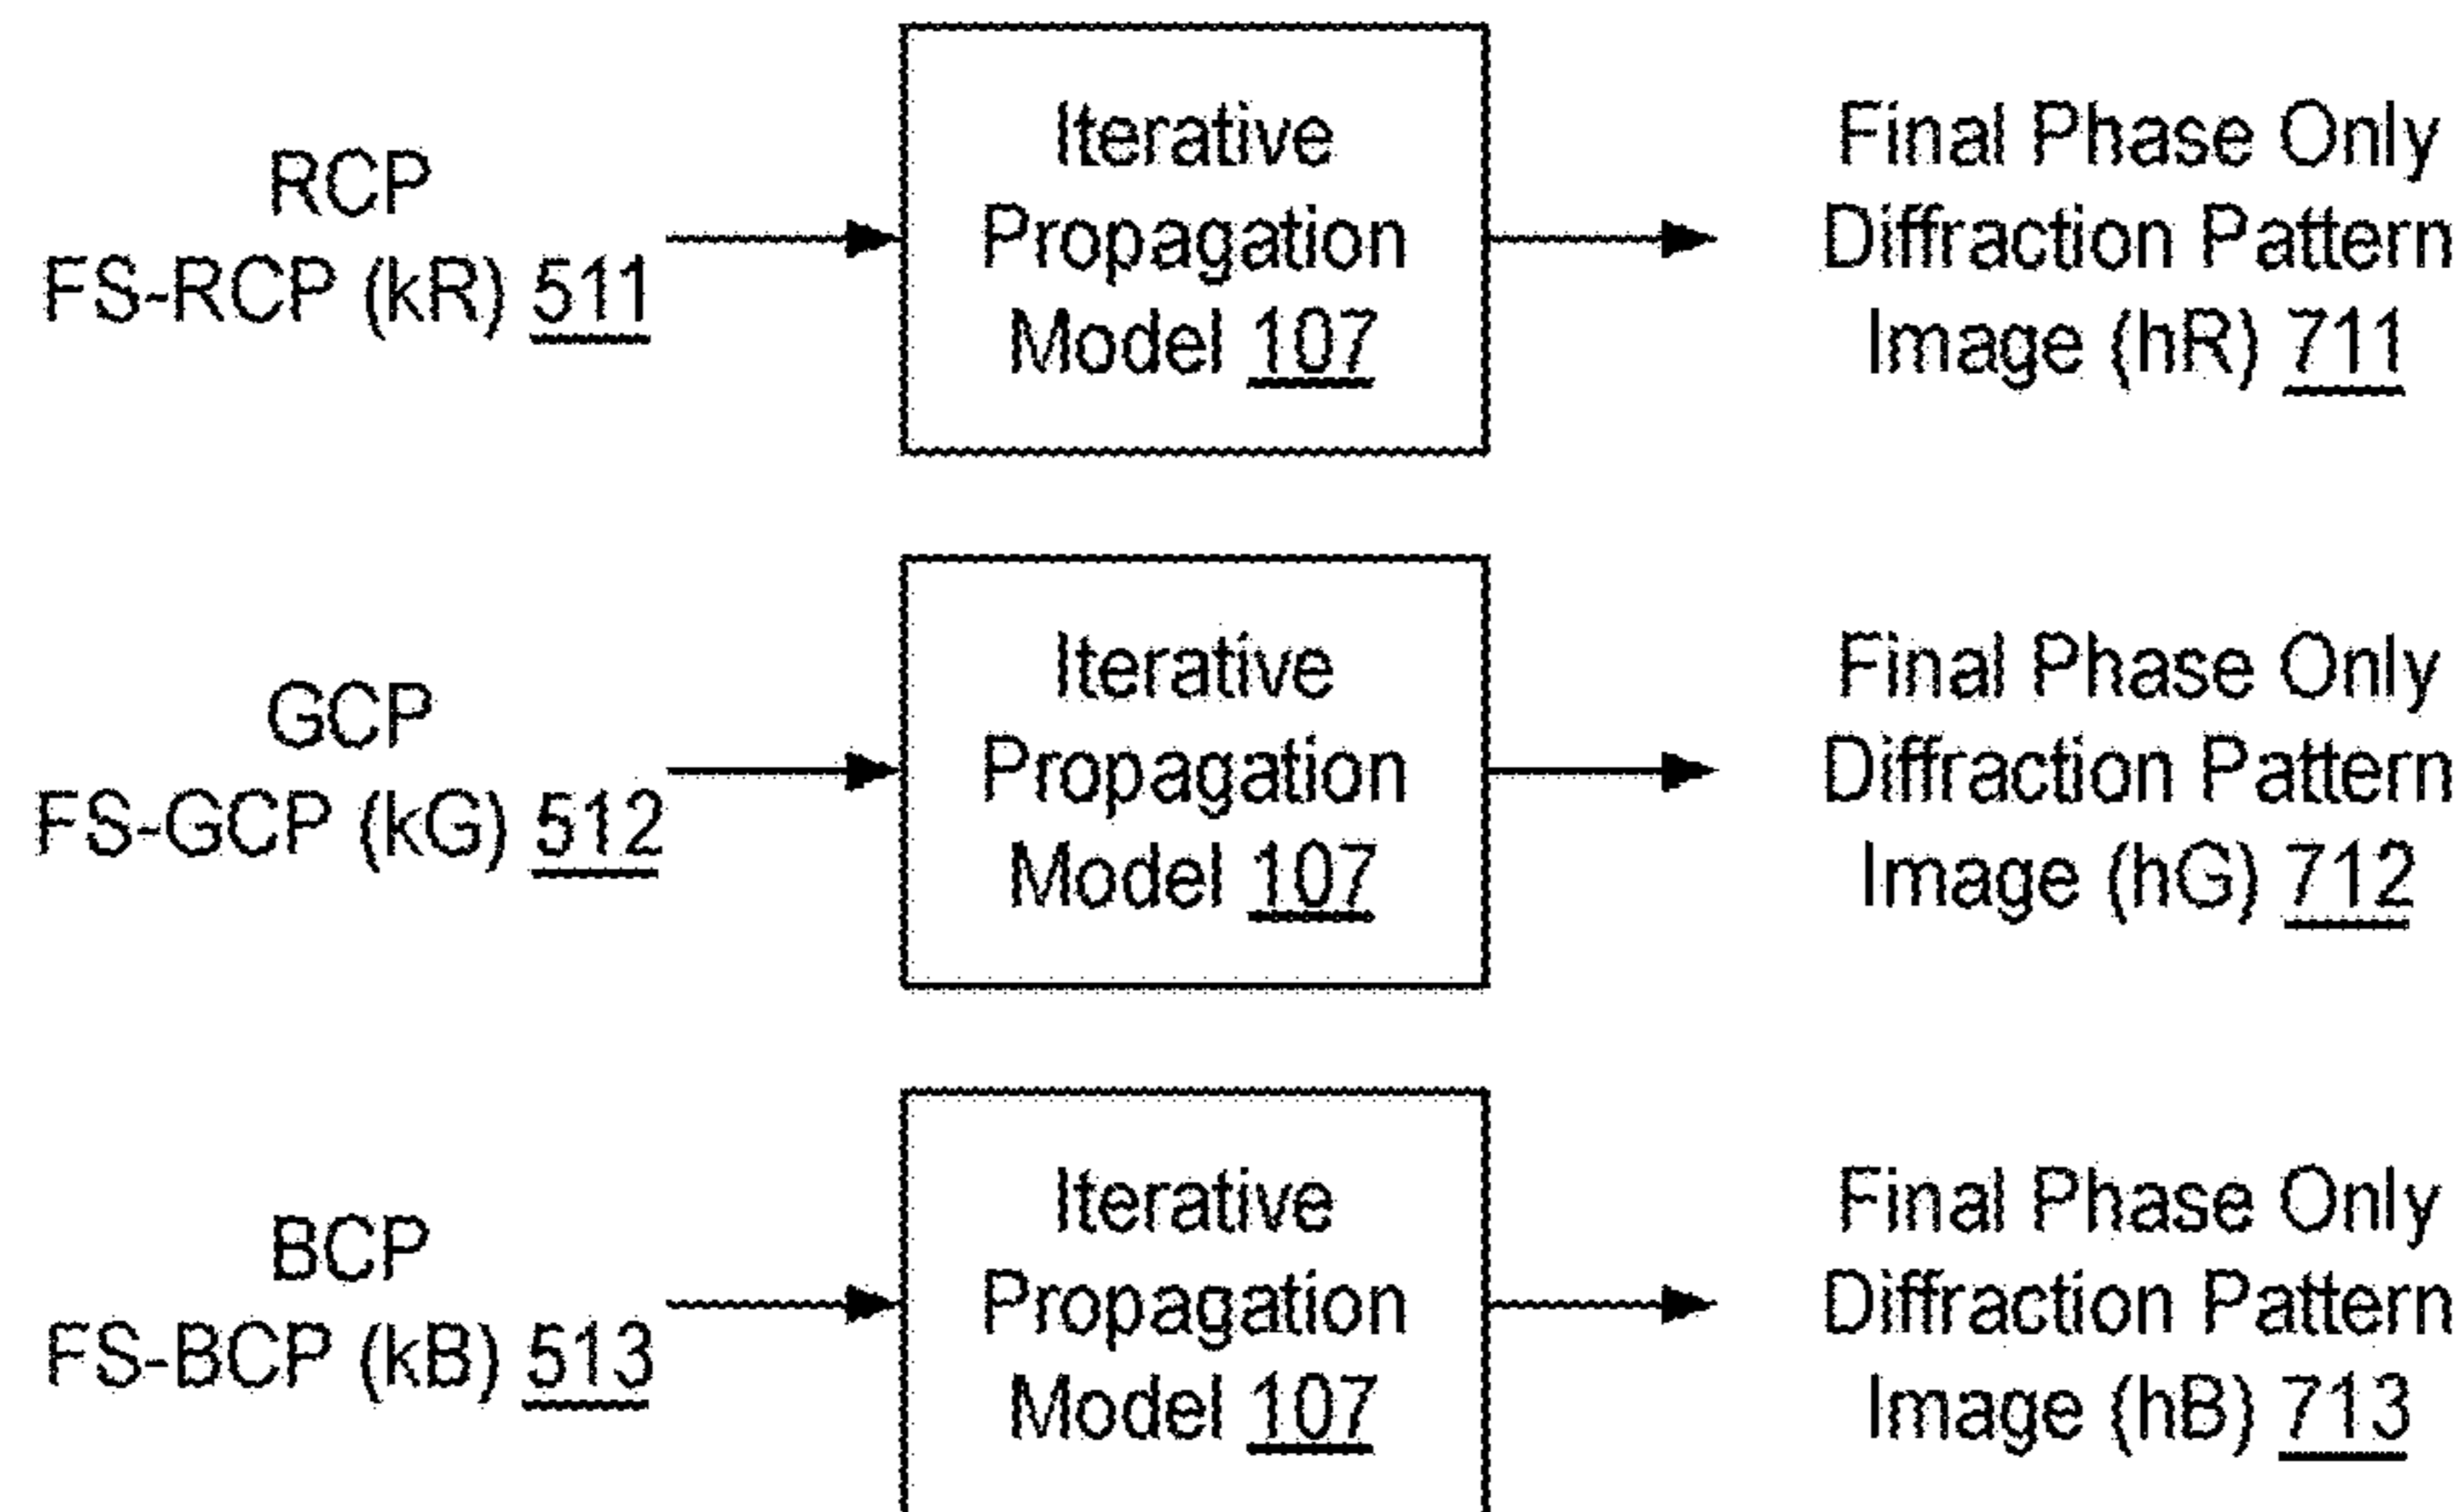 RCP
FS-RCP (kR) 511
Iterative
Propagation
Model 107
Final Phase Only
Diffraction Pattern
Image (hR) 711
GCP
FS-GCP (kG) 512
Iterative
Propagation
Model 107
Final Phase Only
Diffraction Pattern
Image (hG) 712
BCP
FS-BCP (kB) 513
Iterative
Propagation
Model 107
Final Phase Only
Diffraction Pattern
Image (hB) 713